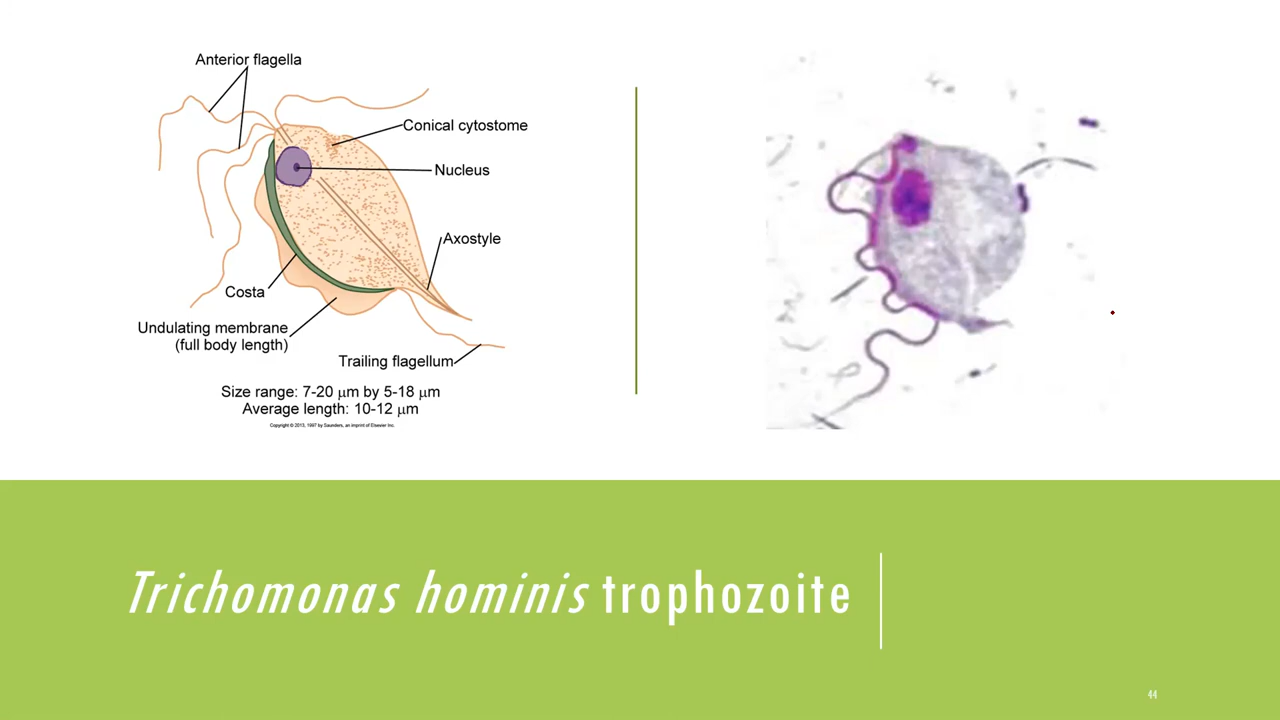 Anterior flagella
Conical cytostome
Nucleus
Axostyle
Costa
Undulating membrane
(full body length)
Trailing flagellum
Size range: 7-20 μm by 5-18 μm
Average length: 10-12 μm
Copyright © 2013, 1997 by Saunders, an imprint of Elsevier Inc.
Trichomonas hominis trophozoite
44